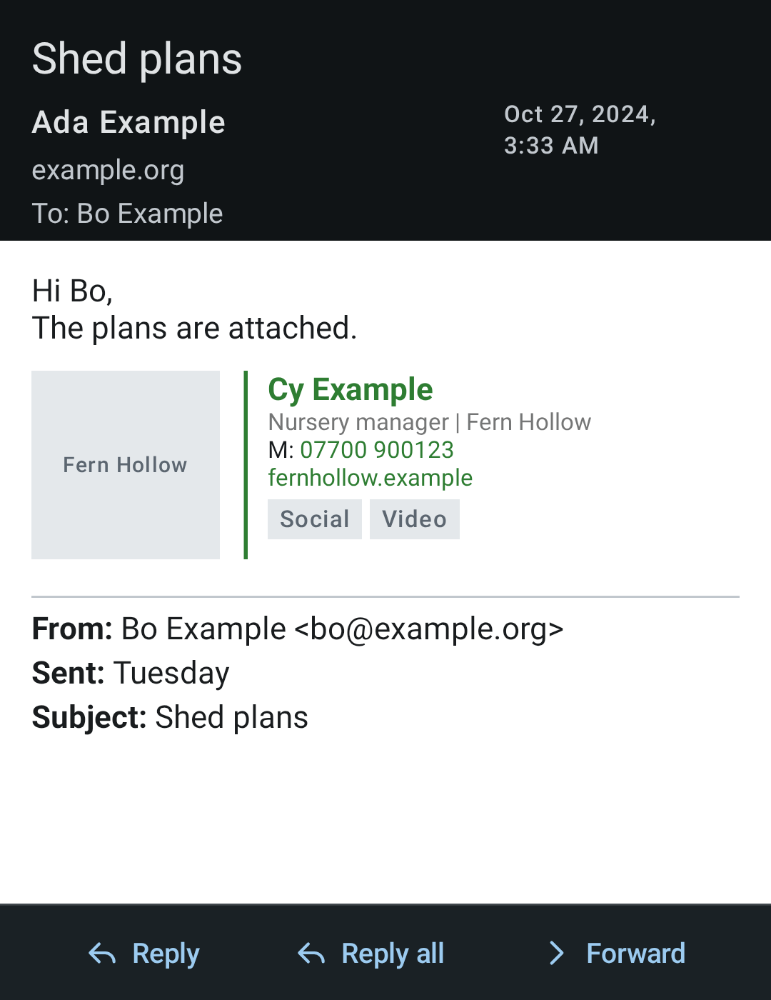 Shed plans
Ada Example
Oct 27, 2024,
3:33 AM
example.org
To: Bo Example
Hi Bo,
The plans are attached.
Fern Hollow
Cy Example
Nursery manager | Fern Hollow
M: 07700 900123
fernhollow.example
Social Video
From: Bo Example <bo@example.org>
Sent: Tuesday
Subject: Shed plans
Reply Reply all Forward